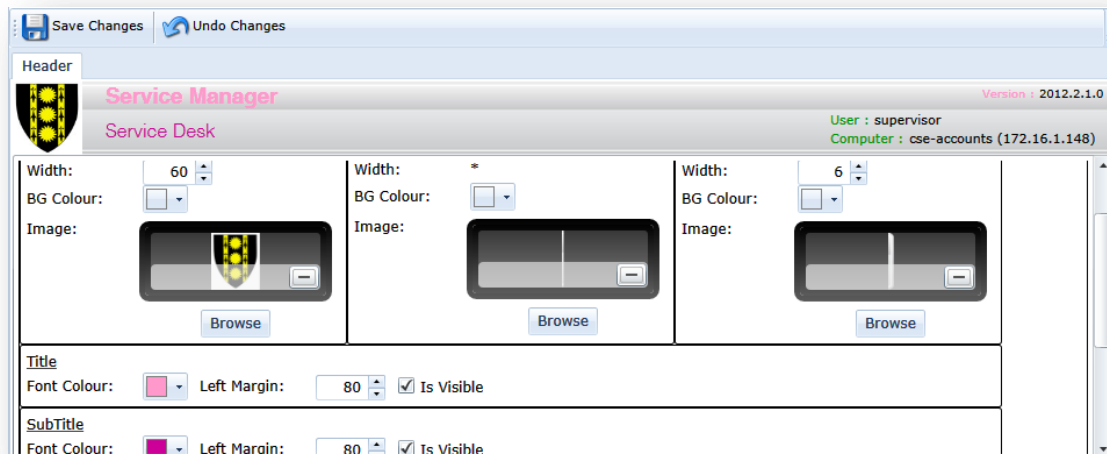 Save Changes Undo Changes
Header
Service Manager Version : 2012.2.1.0
Service Desk User : supervisor
Computer : cse-accounts (172.16.1.148)
Width: 60 Width: * Width: 6
BG Colour: BG Colour: BG Colour:
Image: Image: Image:
Browse Browse Browse
Title
Font Colour: Left Margin: 80 Is Visible
SubTitle
Font Colour: Left Margin: 80 Is Visible